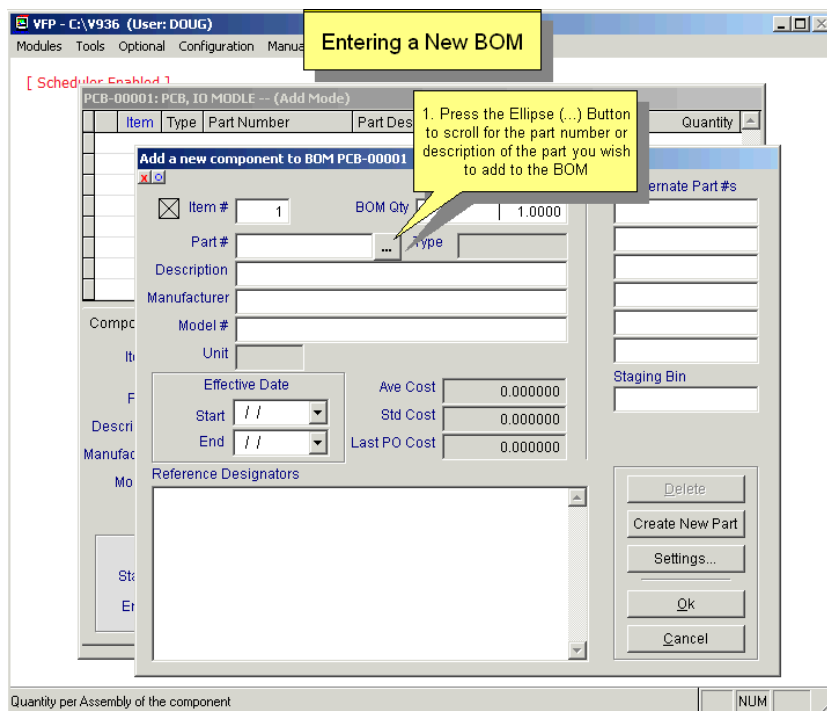 VFP - C:\V936 (User: DOUG)
Modules Tools Optional Configuration Manua
Entering a New BOM
[ Scheduler Enabled ]
PCB-00001: PCB, IO MODLE -- (Add Mode)
Item Type Part Number Part Des Quantity
1. Press the Ellipse (...) Button
to scroll for the part number or
description of the part you wish
to add to the BOM
Add a new component to BOM PCB-00001
ernate Part #s
Item # 1 BOM Qty 1.0000
Part # ... Type
Description
Manufacturer
Model #
Unit
Effective Date
Start / /
End / /
Ave Cost 0.000000
Std Cost 0.000000
Last PO Cost 0.000000
Staging Bin
Reference Designators
Delete
Create New Part
Settings...
Ok
Cancel
Compo
Ite
P
Descri
Manufac
Mo
Sta
En
Quantity per Assembly of the component
NUM